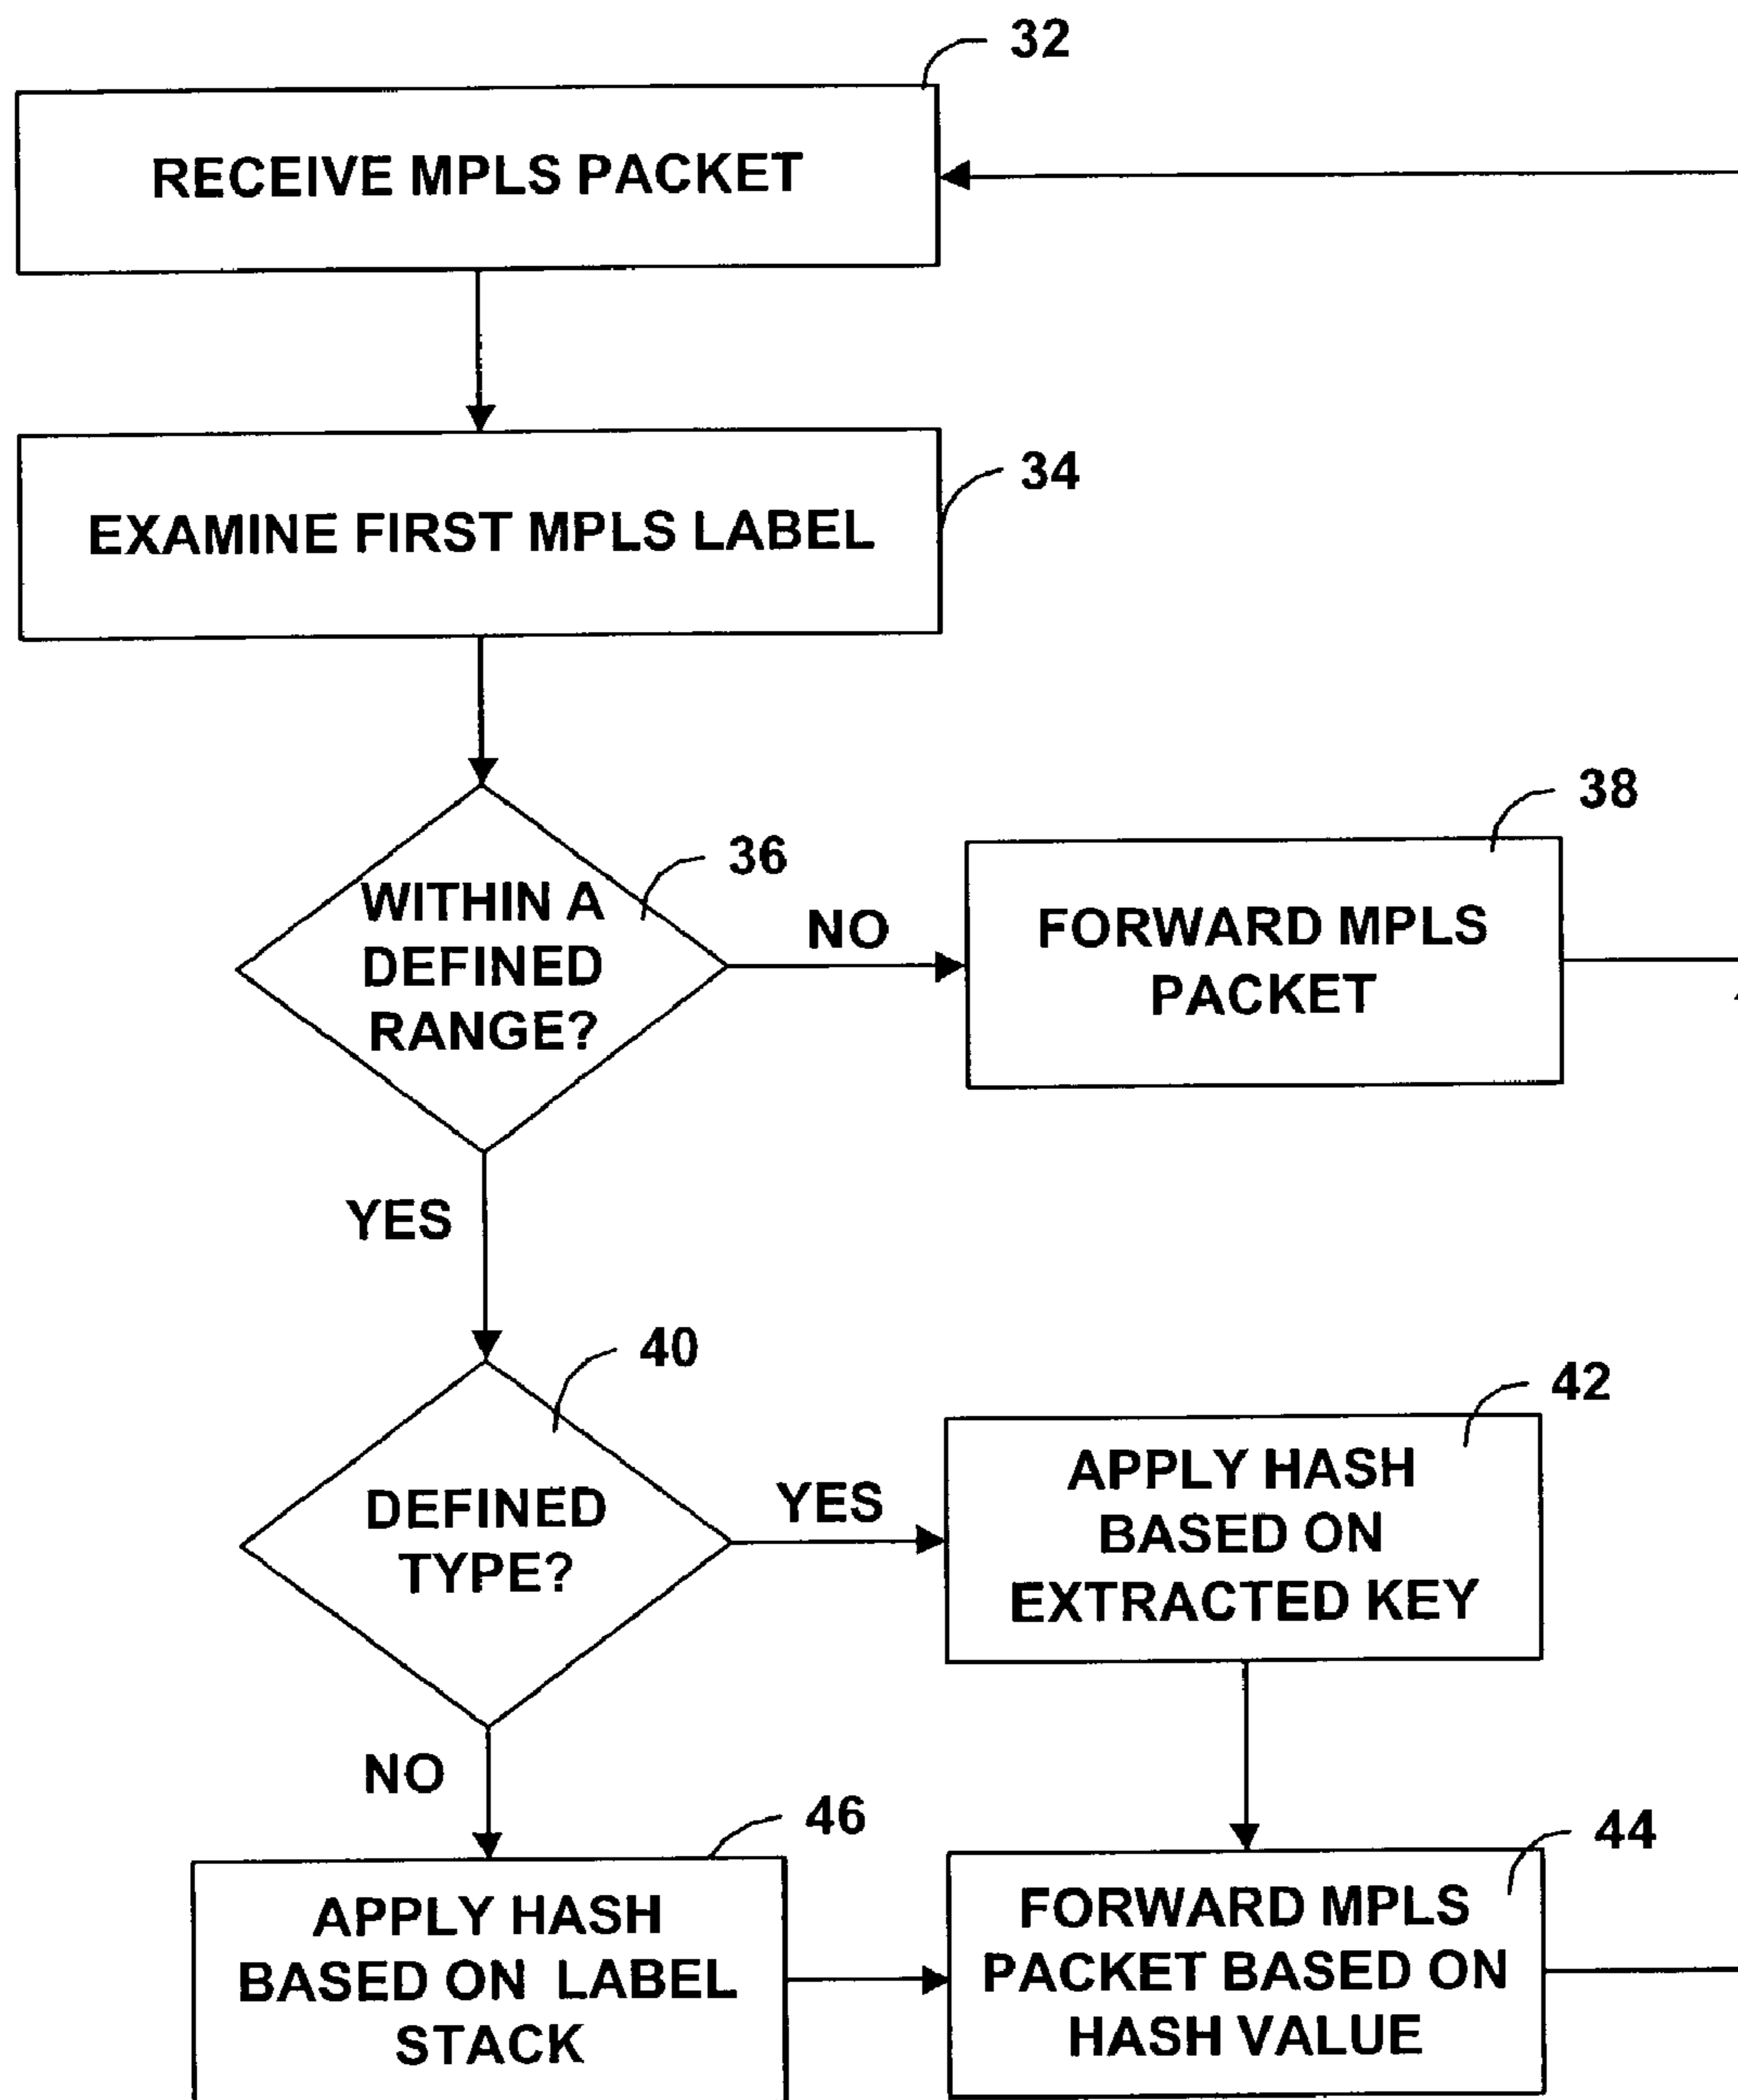 32
RECEIVE MPLS PACKET
34
EXAMINE FIRST MPLS LABEL
36
WITHIN A
DEFINED
RANGE?
NO
38
FORWARD MPLS
PACKET
YES
40
DEFINED
TYPE?
YES
42
APPLY HASH
BASED ON
EXTRACTED KEY
NO
46
APPLY HASH
BASED ON LABEL
STACK
44
FORWARD MPLS
PACKET BASED ON
HASH VALUE